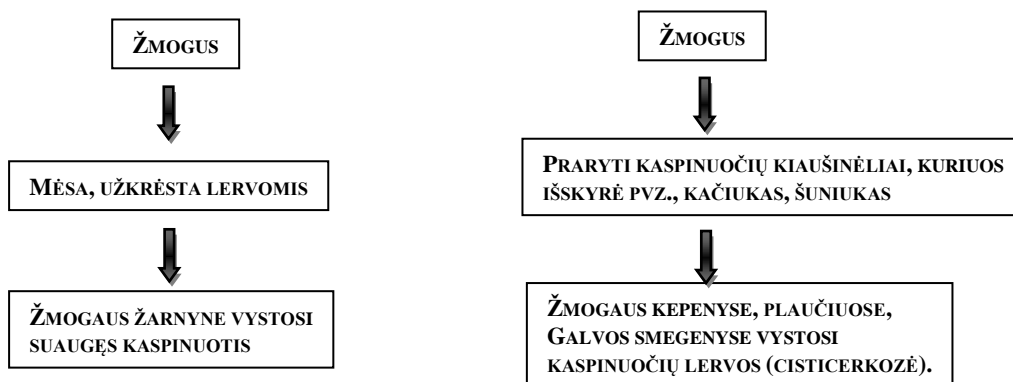 ŽMOGUS
MĖSA, UŽKRĖSTA LERVOMIS
ŽMOGAUS ŽARNYNE VYSTOSI
SUAUGĘS KASPINUOTIS
ŽMOGUS
PRARYTI KASPINUOČIŲ KIAUŠINĖLIAI, KURIUOS
IŠSKYRĖ PVZ., KAČIUKAS, ŠUNIUKAS
ŽMOGAUS KEPENYSE, PLAUČIUOSE,
GALVOS SMEGENYSE VYSTOSI
KASPINUOČIŲ LERVOS (CISTICERKOZĖ).